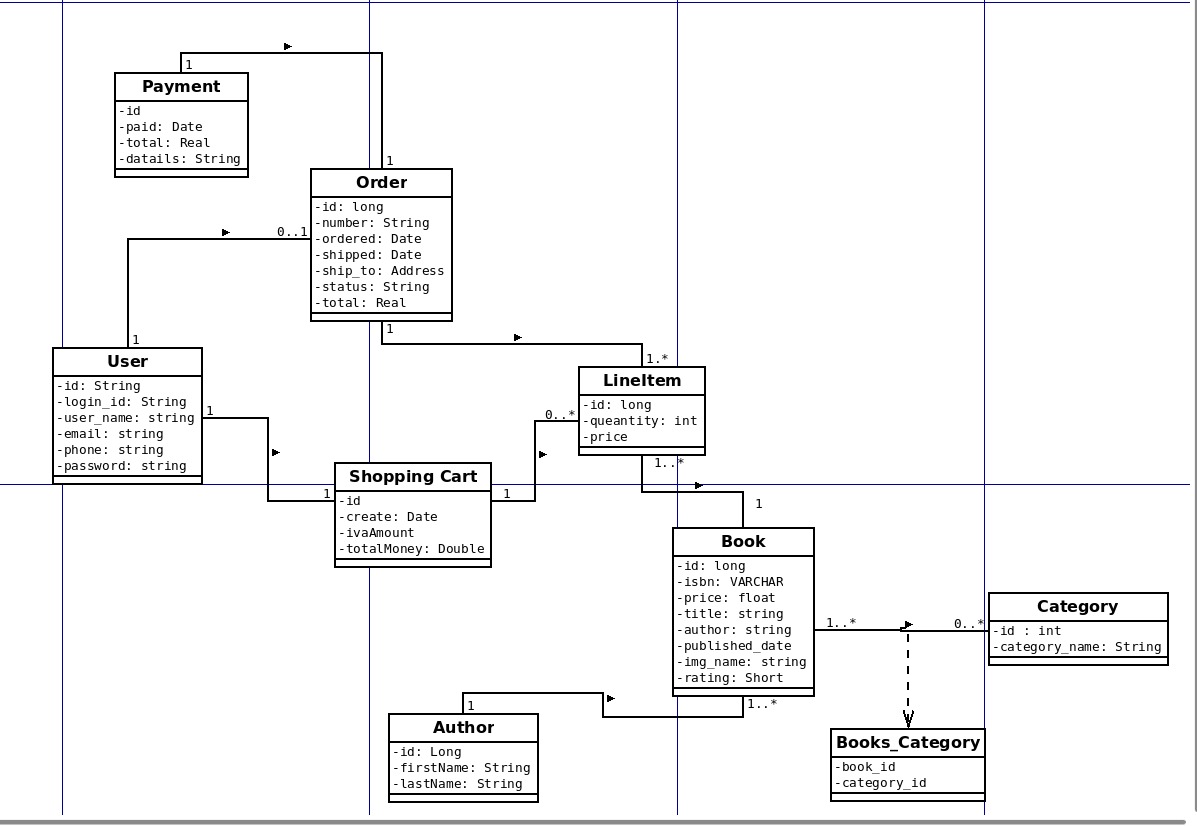 1
Payment
-id
-paid: Date
-total: Real
-datails: String
1
Order
-id: long
-number: String
-ordered: Date
-shipped: Date
-ship_to: Address
-status: String
-total: Real
0..1
1
1
User
-id: String
-login_id: String
-user_name: string
-email: string
-phone: string
-password: string
1
1.*
LineItem
-id: long
-queantity: int
-price
0..*
1..*
Shopping Cart
-id
-create: Date
-ivaAmount
-totalMoney: Double
1
1
1
Book
-id: long
-isbn: VARCHAR
-price: float
-title: string
-author: string
-published_date
-img_name: string
-rating: Short
1..*
0..*
Category
-id : int
-category_name: String
1..*
1
Author
-id: Long
-firstName: String
-lastName: String
Books_Category
-book_id
-category_id